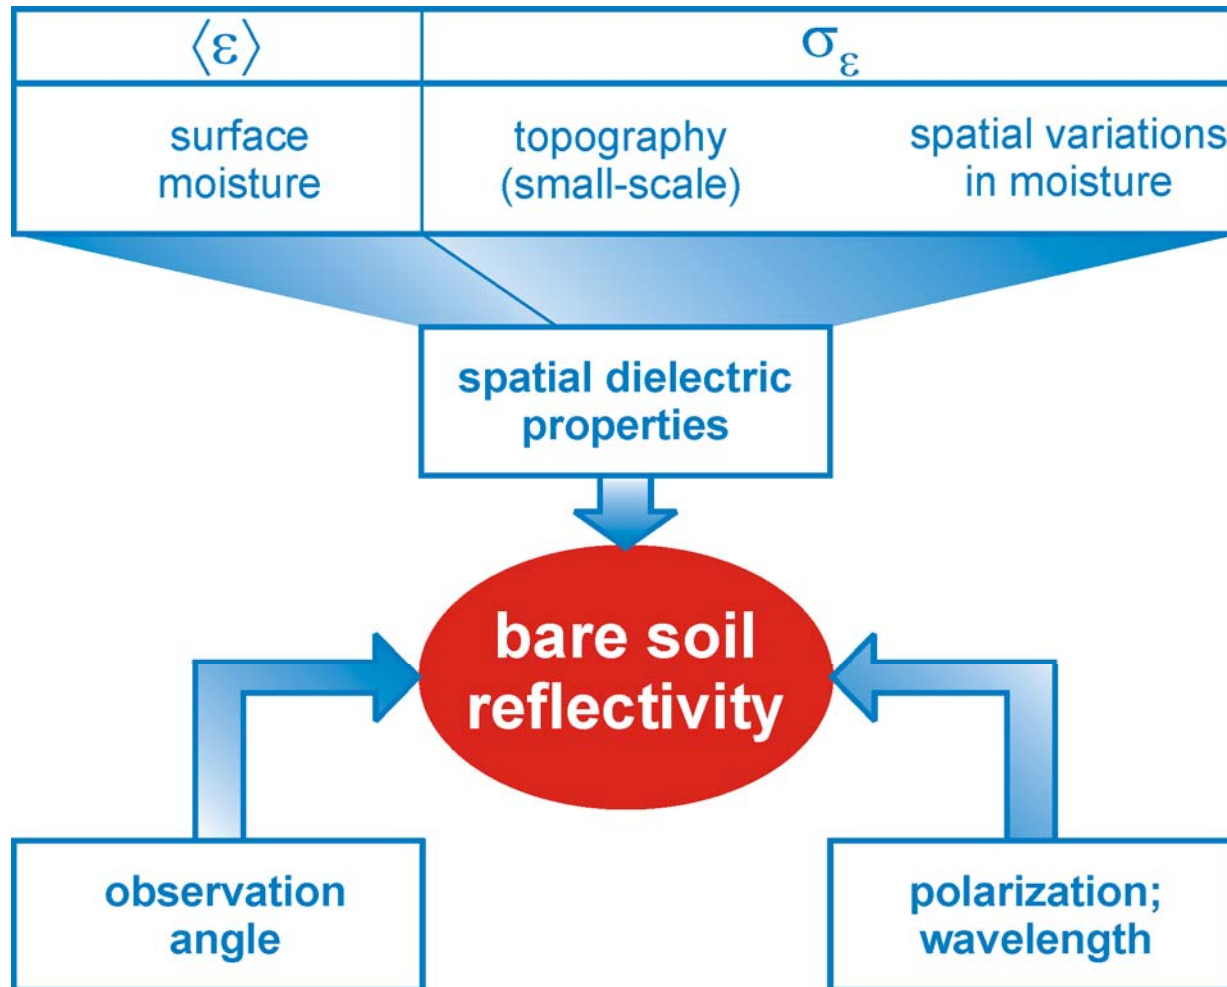 ⟨ε⟩
σε
surface
moisture
topography
(small-scale)
spatial variations
in moisture
spatial dielectric
properties
bare soil
reflectivity
observation
angle
polarization;
wavelength